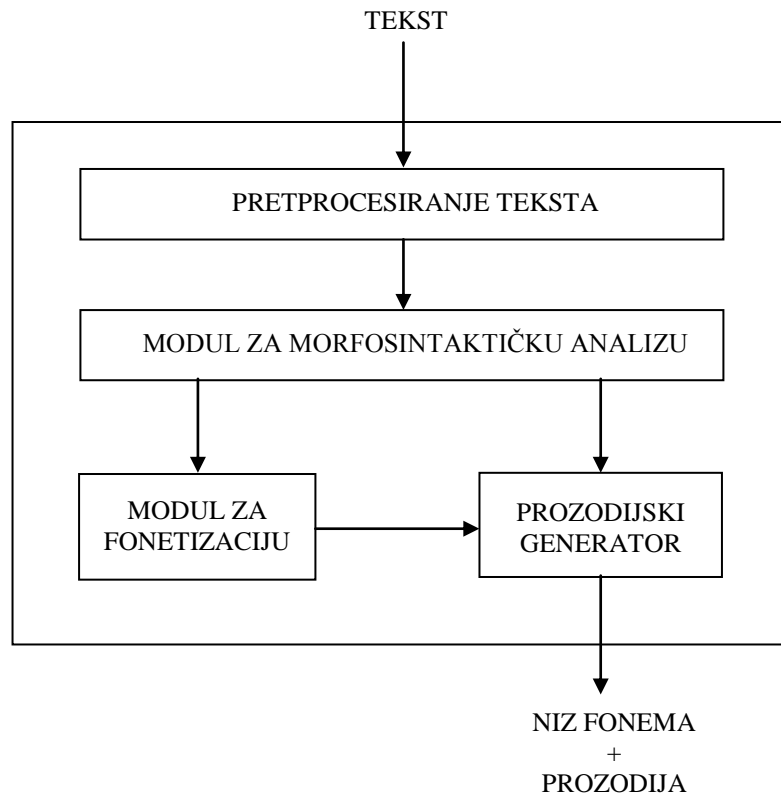 TEKST
PRETPROCESIRANJE TEKSTA
MODUL ZA MORFOSINTAKTIČKU ANALIZU
MODUL ZA
FONETIZACIJU
PROZODIJSKI
GENERATOR
NIZ FONEMA
+
PROZODIJA